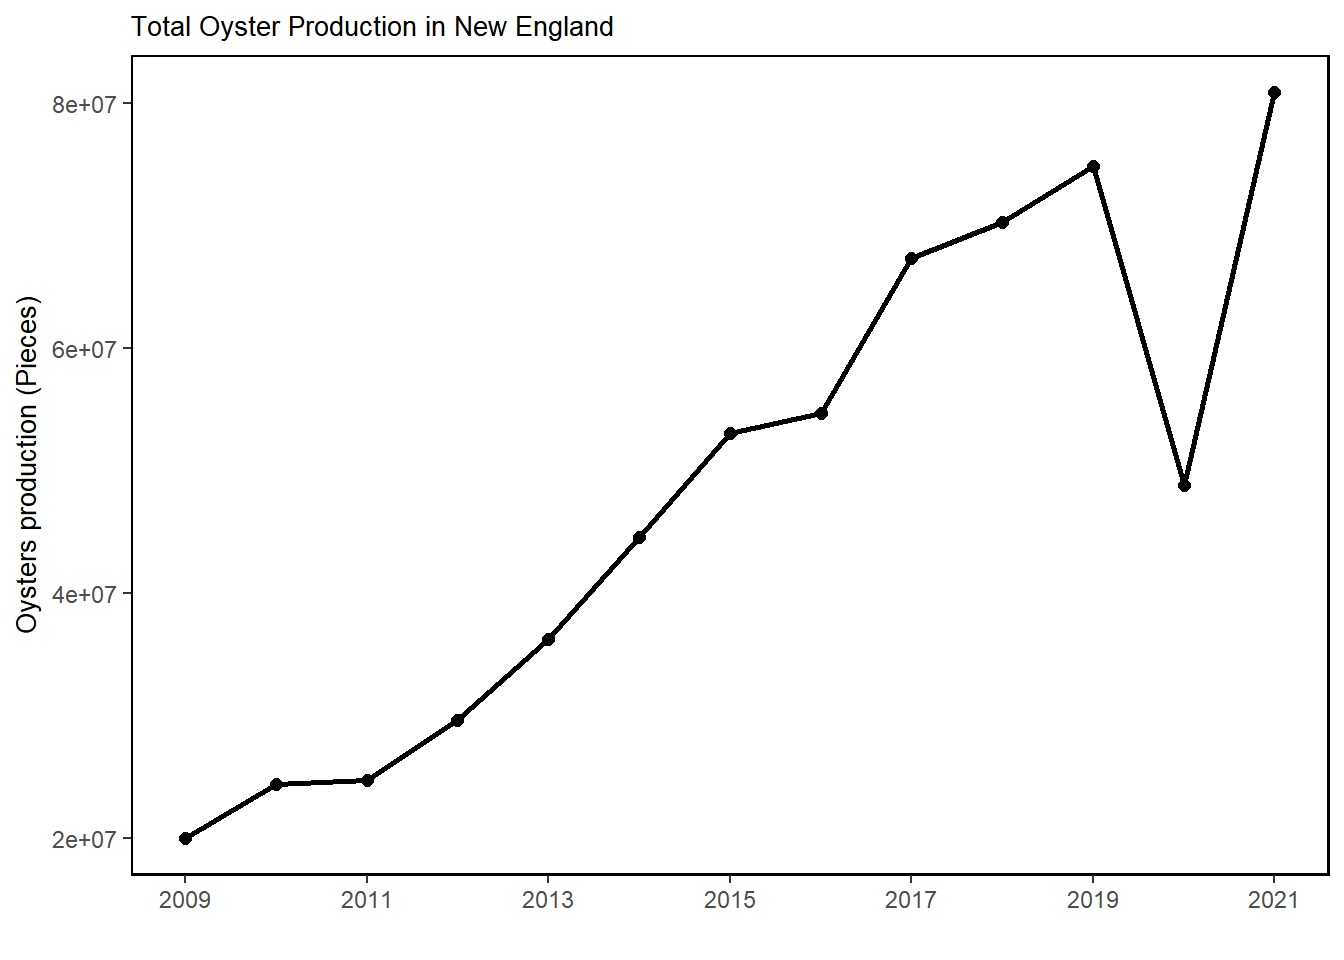 Total Oyster Production in New England
Oysters production (Pieces)
8e+07
6e+07
4e+07
2e+07
2009 2011 2013 2015 2017 2019 2021